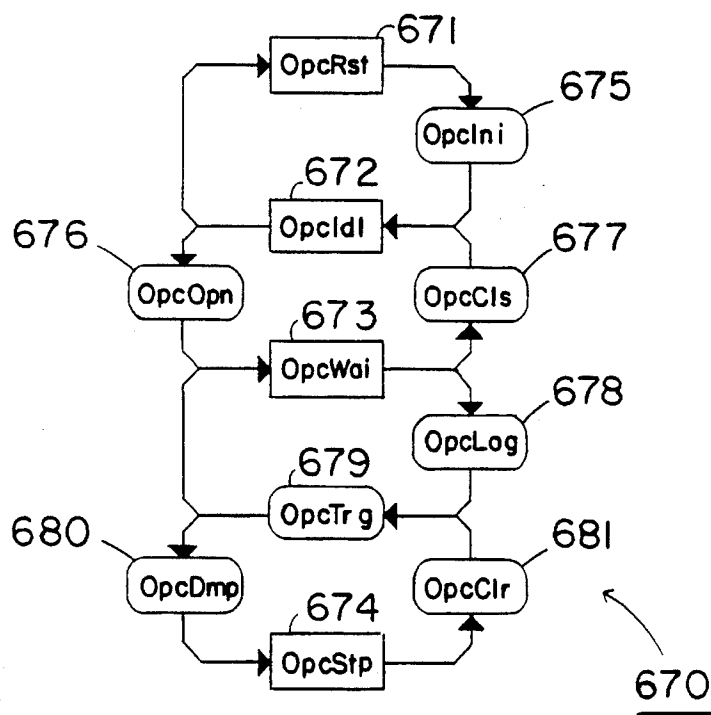 671
OpcRst
675
OpcIni
672
OpcIdl
676
677
OpcOpn
OpcCls
673
OpcWai
678
OpcLog
679
OpcTrg
680
681
OpcDmp
OpcClr
674
OpcStp
670